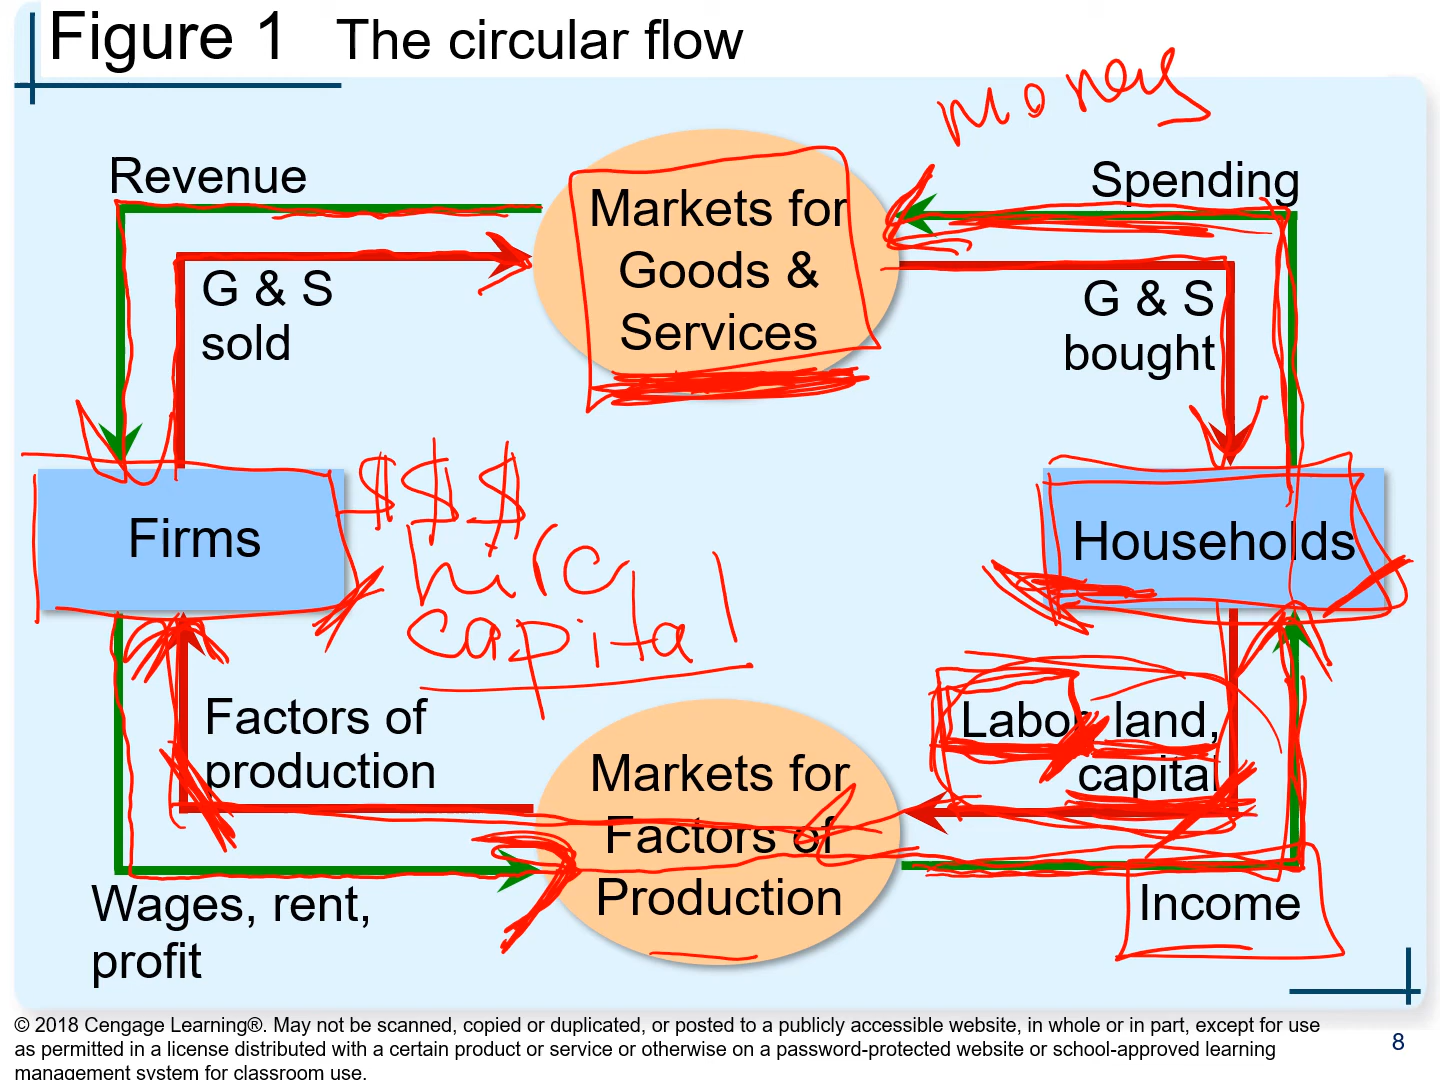 Figure 1 The circular flow
money
Revenue
Spending
Markets for
Goods &
Services
G & S
sold
G & S
bought
Firms
$$$
hire
capital
Households
Factors of
production
Labor, land,
capital
Markets for
Factors of
Production
Wages, rent,
profit
Income
© 2018 Cengage Learning®. May not be scanned, copied or duplicated, or posted to a publicly accessible website, in whole or in part, except for use
as permitted in a license distributed with a certain product or service or otherwise on a password-protected website or school-approved learning
management system for classroom use.
8